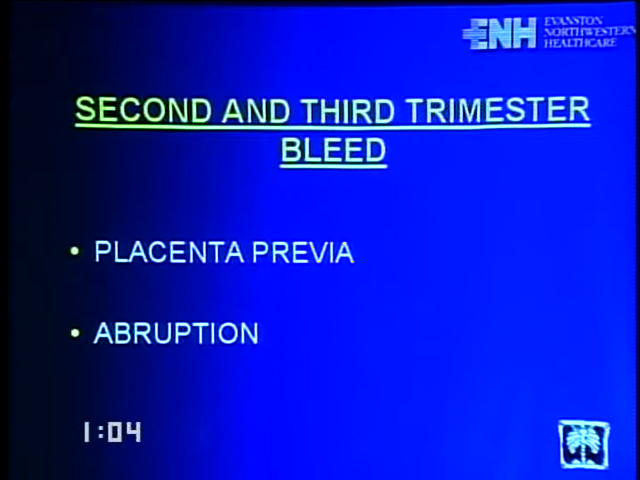 ENH EVANSTON
NORTHWESTERN
HEALTHCARE
SECOND AND THIRD TRIMESTER
BLEED
• PLACENTA PREVIA
• ABRUPTION
1:04